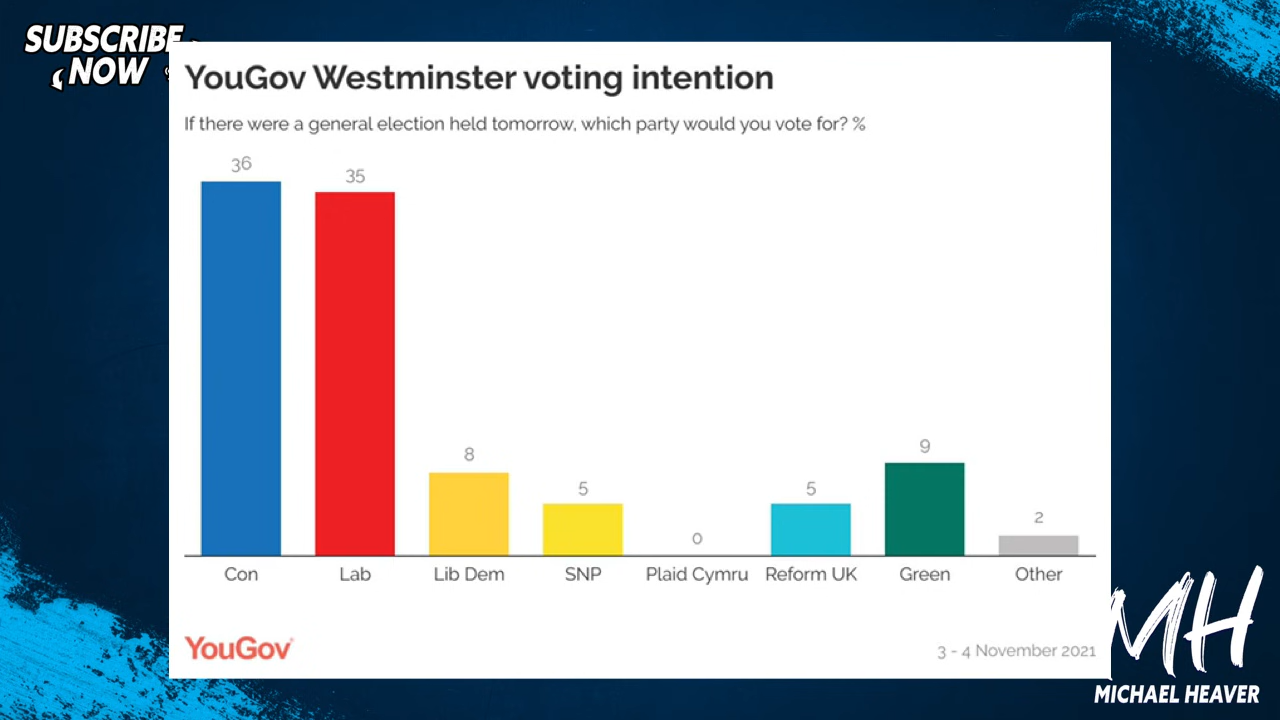 SUBSCRIBE
NOW
YouGov Westminster voting intention
If there were a general election held tomorrow, which party would you vote for? %
36
35
8
5
0
5
9
2
Con
Lab
Lib Dem
SNP
Plaid Cymru
Reform UK
Green
Other
YouGov
3 - 4 November 2021
MH
MICHAEL HEAVER